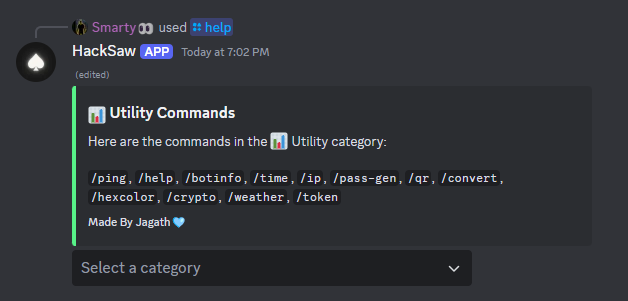 Smarty👀 used help
HackSaw APP Today at 7:02 PM
(edited)
📊 Utility Commands
Here are the commands in the 📊 Utility category:
/ping, /help, /botinfo, /time, /ip, /pass-gen, /qr, /convert,
/hexcolor, /crypto, /weather, /token
Made By Jagath🩵
Select a category